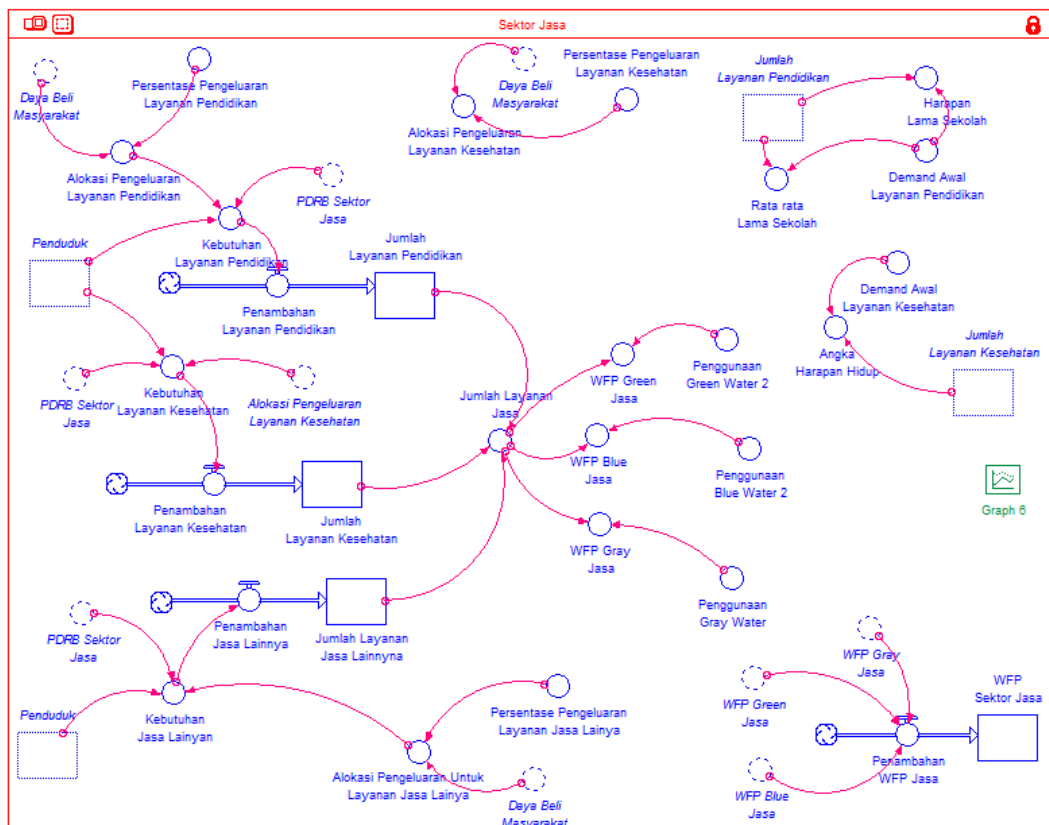 Sektor Jasa
Daya Beli
Masyarakat
Persentase Pengeluaran
Layanan Pendidikan
Alokasi Pengeluaran
Layanan Pendidikan
Daya Beli
Masyarakat
Persentase Pengeluaran
Layanan Kesehatan
Alokasi Pengeluaran
Layanan Kesehatan
Jumlah
Layanan Pendidikan
Harapan
Lama Sekolah
Demand Awal
Layanan Pendidikan
Rata rata
Lama Sekolah
PDRB Sektor
Jasa
Penduduk
Kebutuhan
Layanan Pendidikan
Jumlah
Layanan Pendidikan
Penambahan
Layanan Pendidikan
Demand Awal
Layanan Kesehatan
Angka
Harapan Hidup
Jumlah
Layanan Kesehatan
PDRB Sektor
Jasa
Kebutuhan
Layanan Kesehatan
Alokasi Pengeluaran
Layanan Kesehatan
Jumlah Layanan
Jasa
WFP Green
Jasa
Penggunaan
Green Water 2
WFP Blue
Jasa
Penggunaan
Blue Water 2
Penambahan
Layanan Kesehatan
Jumlah
Layanan Kesehatan
WFP Gray
Jasa
Penggunaan
Gray Water
Graph 6
PDRB Sektor
Jasa
Penambahan
Jasa Lainnya
Jumlah Layanan
Jasa Lainnyna
Penduduk
Kebutuhan
Jasa Lainyan
Persentase Pengeluaran
Layanan Jasa Lainya
Alokasi Pengeluaran Untuk
Layanan Jasa Lainya
Daya Beli
Masyarakat
WFP Gray
Jasa
WFP Green
Jasa
WFP Blue
Jasa
Penambahan
WFP Jasa
WFP
Sektor Jasa